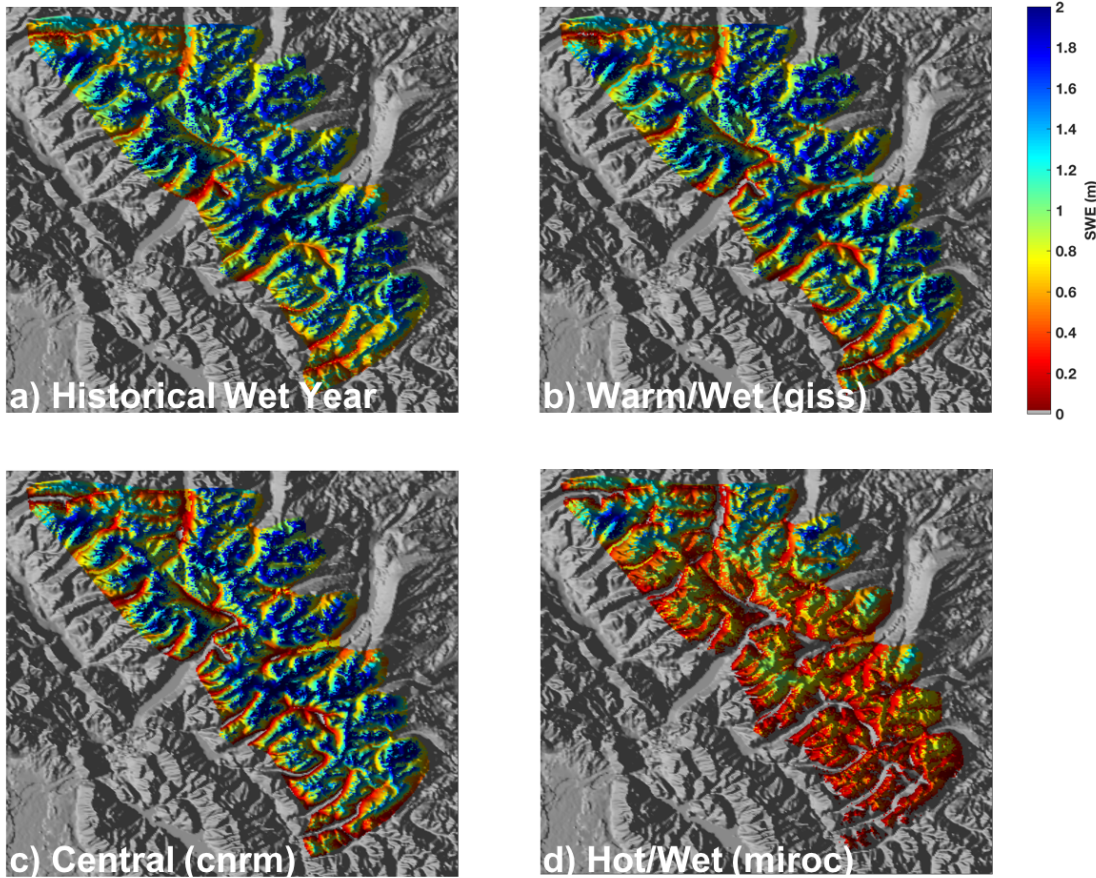 2
1.8
1.6
1.4
1.2
1
0.8
0.6
0.4
0.2
0
SWE (m)
a) Historical Wet Year
b) Warm/Wet (giss)
c) Central (cnrm)
d) Hot/Wet (miroc)